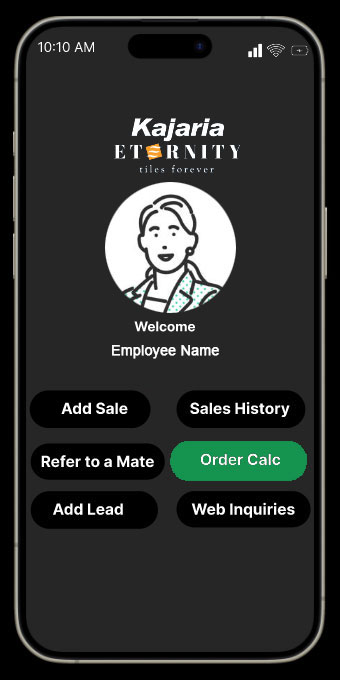 10:10 AM
Kajaria
ETERNITY
tiles forever
Welcome
Employee Name
Add Sale
Sales History
Refer to a Mate
Order Calc
Add Lead
Web Inquiries